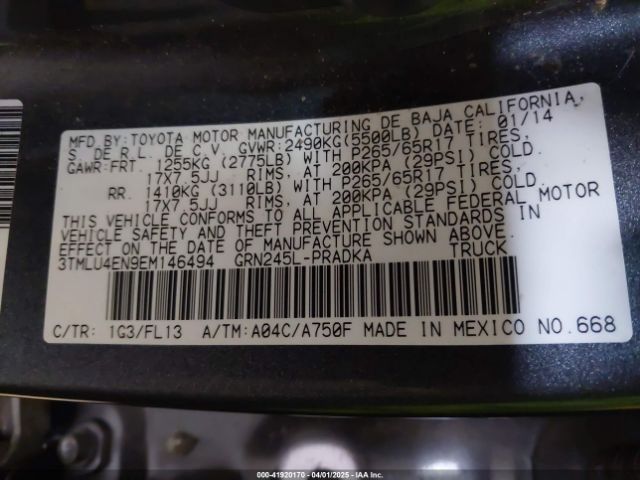 MFD.BY:TOYOTA MOTOR MANUFACTURING DE BAJA CALIFORNIA,
S. DE R.L. DE C.V. GVWR:2490KG(5500LB) DATE: 01/14
GAWR:FRT. 1255KG (2775LB) WITH P265/65R17 TIRES,
17X7.5JJ RIMS, AT 200KPA (29PSI) COLD.
RR. 1410KG (3110LB) WITH P265/65R17 TIRES,
17X7.5JJ RIMS, AT 200KPA (29PSI) COLD.
THIS VEHICLE CONFORMS TO ALL APPLICABLE FEDERAL MOTOR
VEHICLE SAFETY AND THEFT PREVENTION STANDARDS IN
EFFECT ON THE DATE OF MANUFACTURE SHOWN ABOVE.
3TMLU4EN9EM146494 GRN245L-PRADKA TRUCK
C/TR: 1G3/FL13 A/TM:A04C/A750F MADE IN MEXICO NO.668
000-41920170 - 04/01/2025 - IAA Inc.